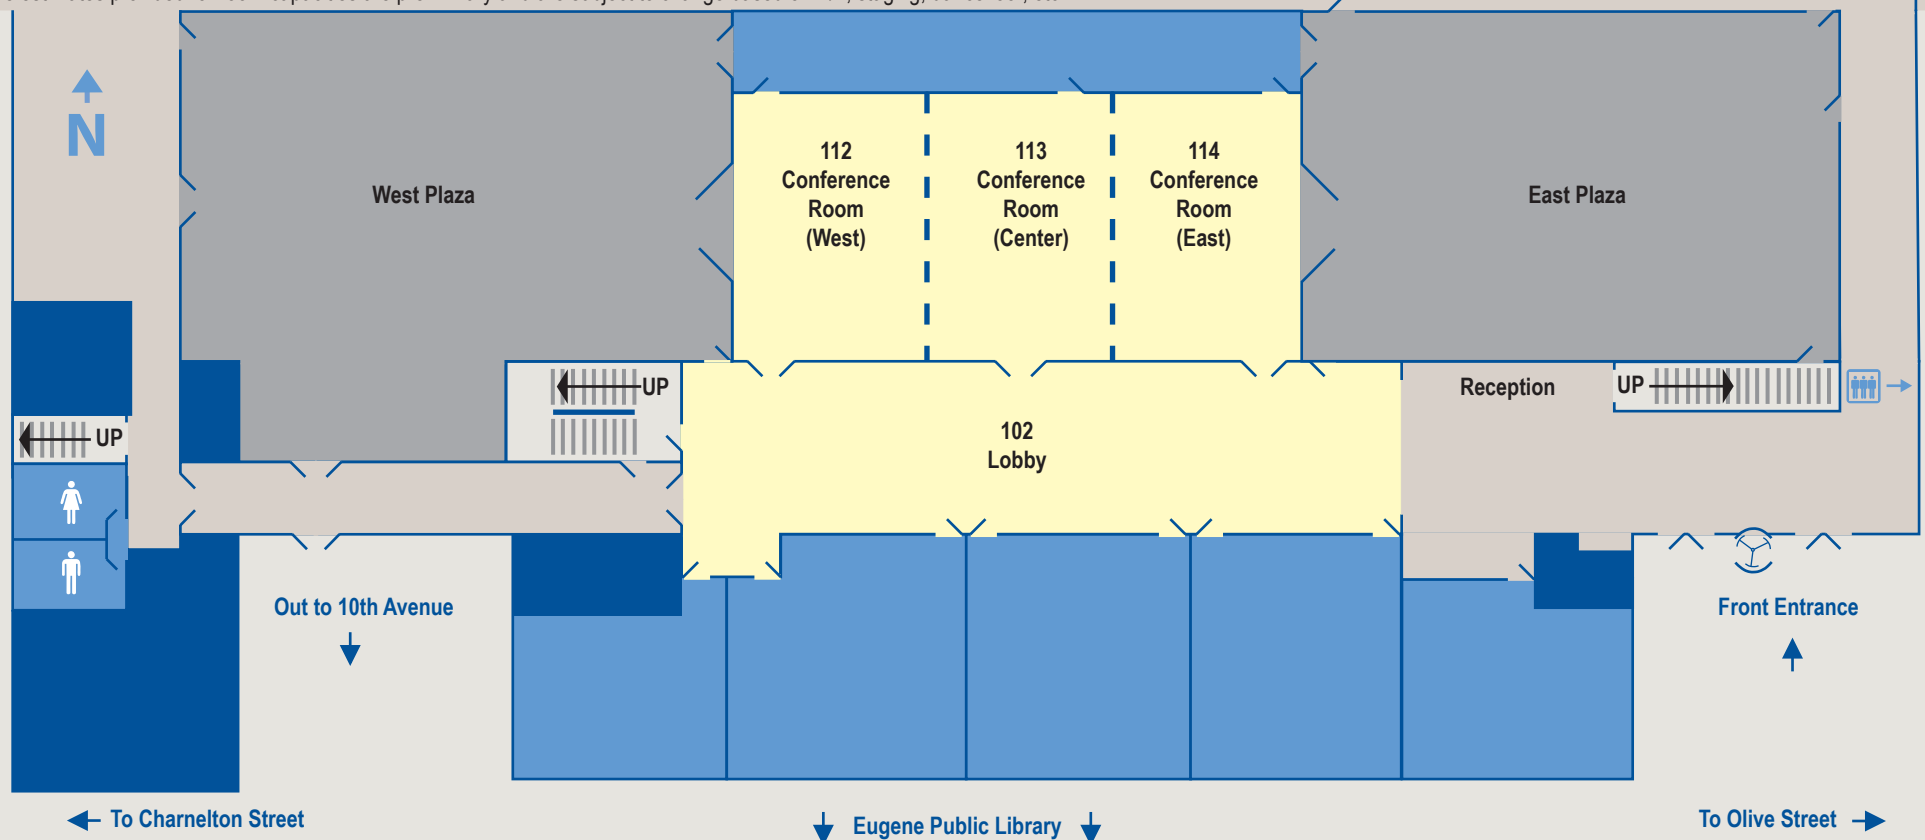 N
West Plaza
112
Conference
Room
(West)
113
Conference
Room
(Center)
114
Conference
Room
(East)
East Plaza
UP
Reception
UP
UP
102
Lobby
Out to 10th Avenue
Front Entrance
To Charnelton Street
Eugene Public Library
To Olive Street